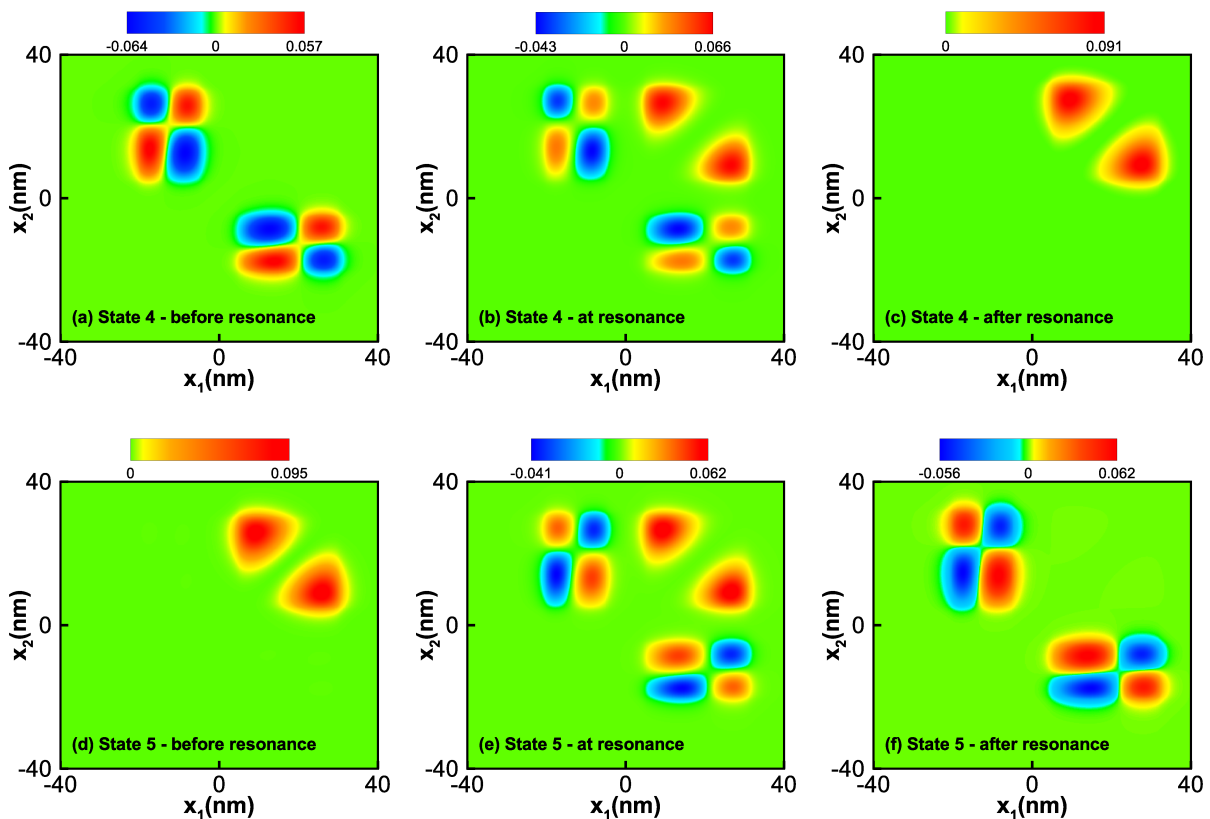 -0.064 0 0.057
-0.043 0 0.066
0 0.091
40
0
-40
x2(nm)
(a) State 4 - before resonance
-40 0 40
x1(nm)
40
0
-40
x2(nm)
(b) State 4 - at resonance
-40 0 40
x1(nm)
40
0
-40
x2(nm)
(c) State 4 - after resonance
-40 0 40
x1(nm)
0 0.095
-0.041 0 0.062
-0.056 0 0.062
40
0
-40
x2(nm)
(d) State 5 - before resonance
-40 0 40
x1(nm)
40
0
-40
x2(nm)
(e) State 5 - at resonance
-40 0 40
x1(nm)
40
0
-40
x2(nm)
(f) State 5 - after resonance
-40 0 40
x1(nm)